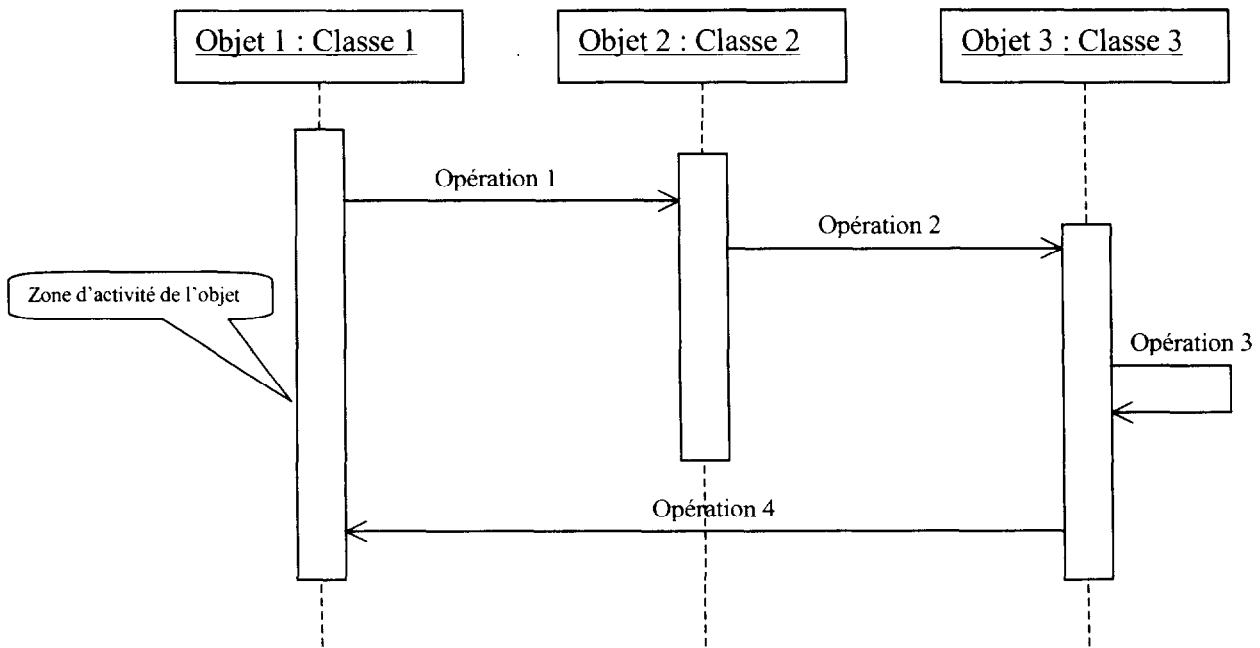 Objet 1 : Classe 1
Objet 2 : Classe 2
Objet 3 : Classe 3
Opération 1
Opération 2
Zone d'activité de l'objet
Opération 3
Opération 4